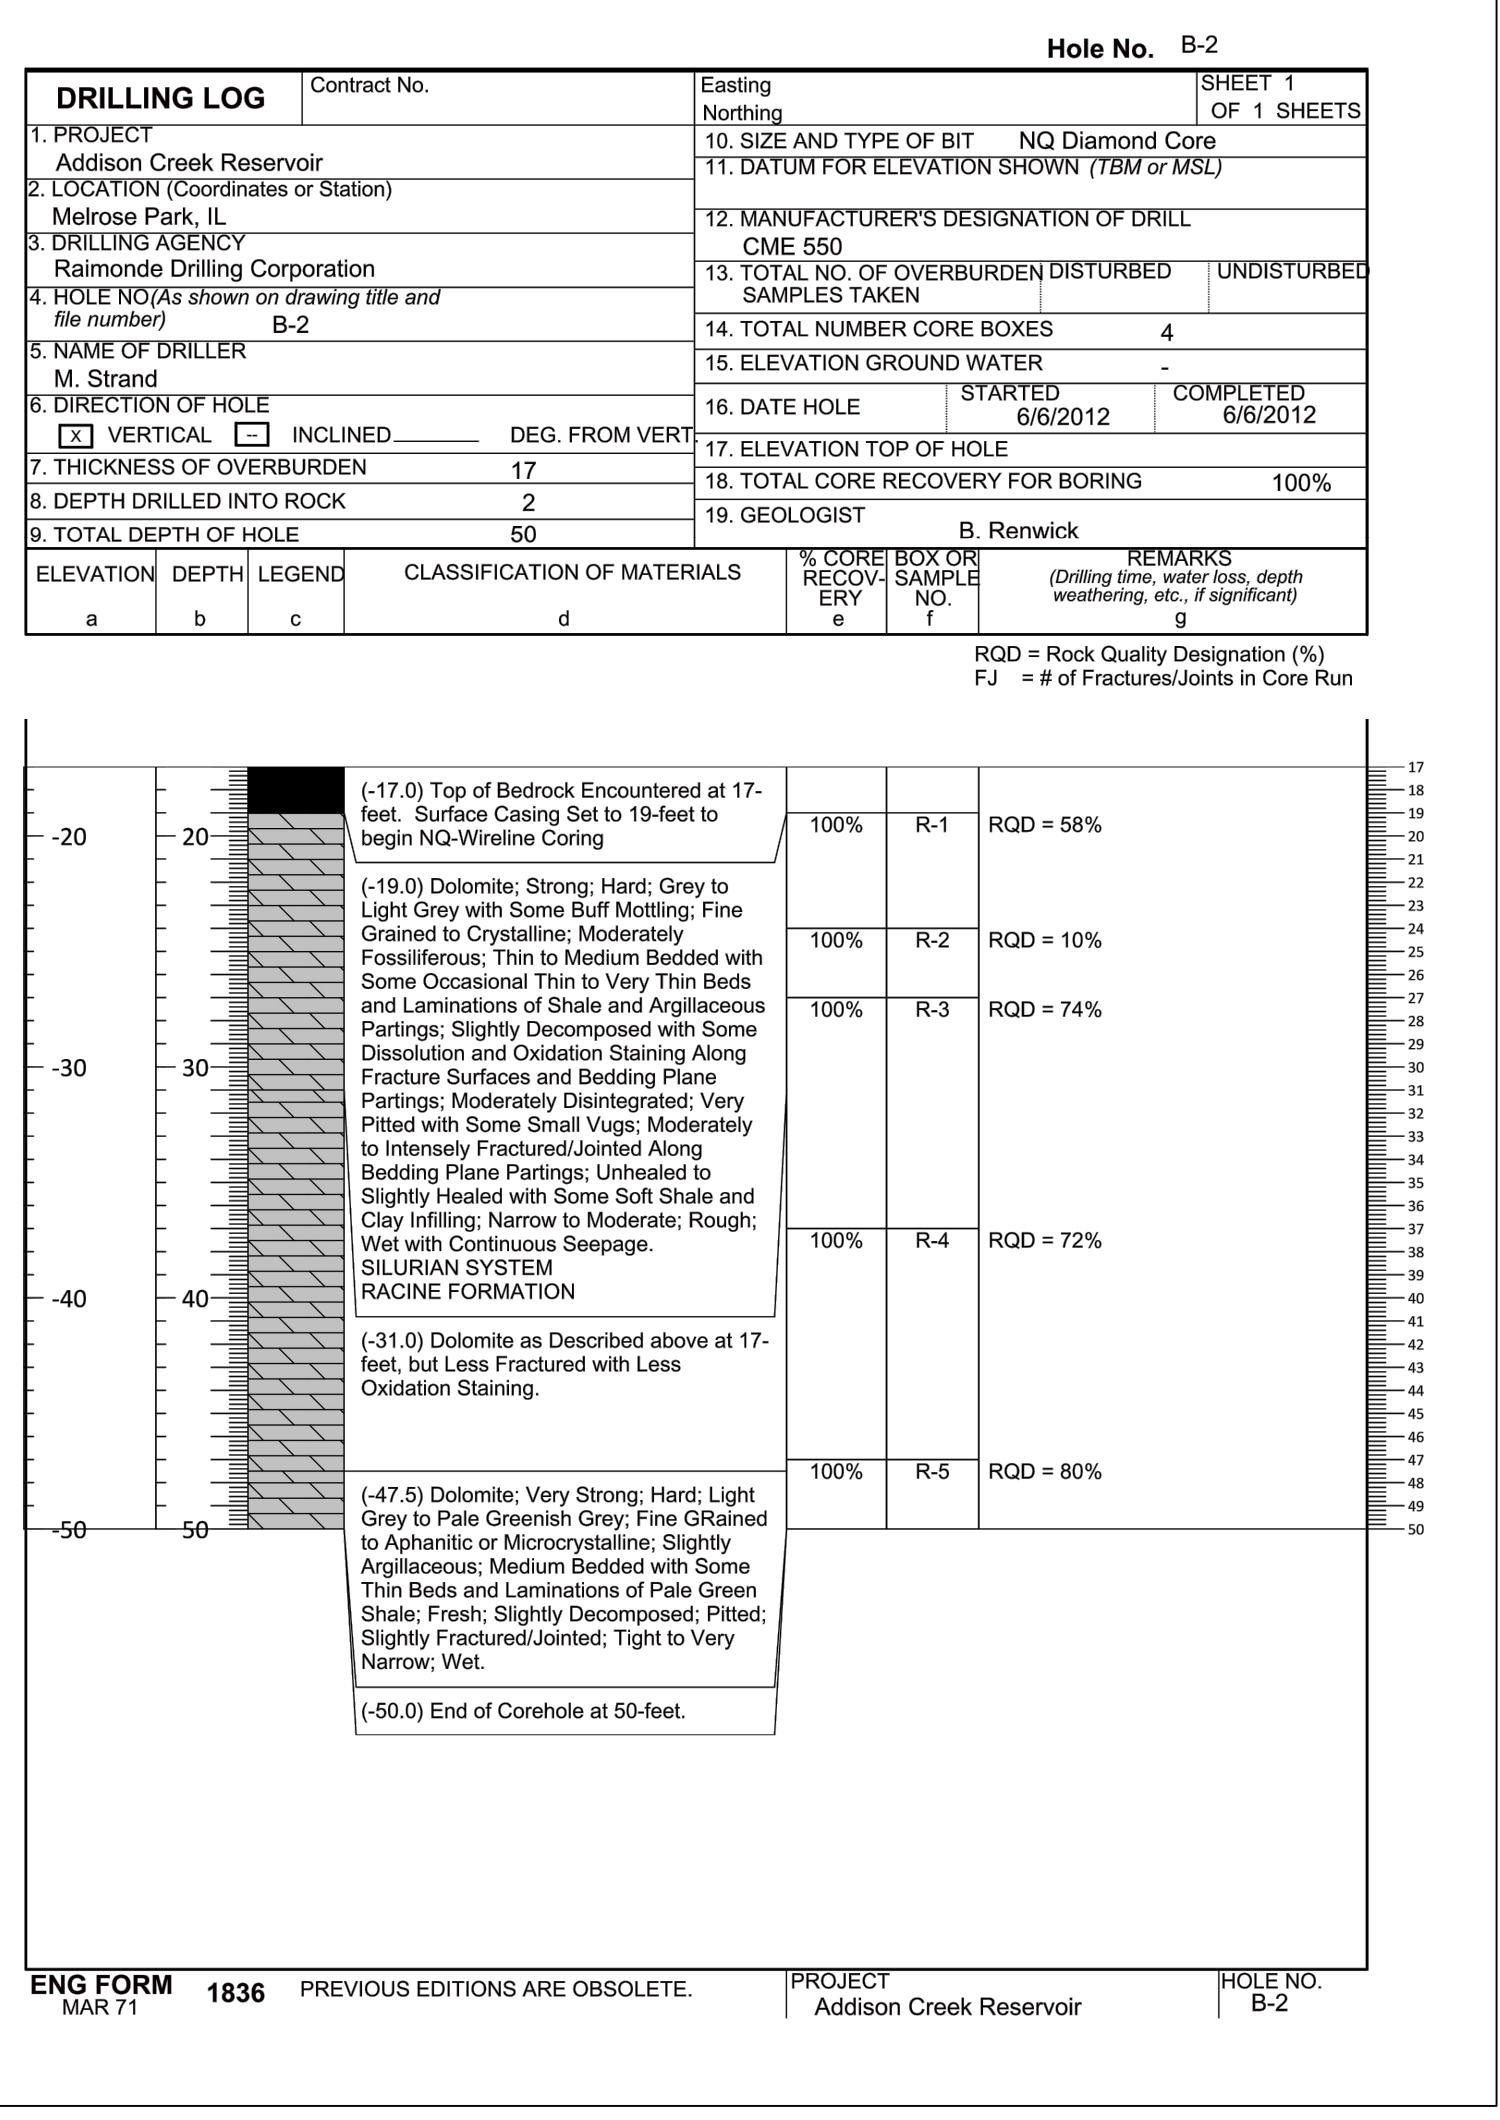 Hole No. B-2
DRILLING LOG
Contract No.
Easting
Northing
SHEET 1
OF 1 SHEETS
1. PROJECT
Addison Creek Reservoir
2. LOCATION (Coordinates or Station)
Melrose Park, IL
3. DRILLING AGENCY
Raimonde Drilling Corporation
4. HOLE NO(As shown on drawing title and
file number) B-2
5. NAME OF DRILLER
M. Strand
6. DIRECTION OF HOLE
X VERTICAL -- INCLINED DEG. FROM VERT.
7. THICKNESS OF OVERBURDEN 17
8. DEPTH DRILLED INTO ROCK 2
9. TOTAL DEPTH OF HOLE 50
10. SIZE AND TYPE OF BIT NQ Diamond Core
11. DATUM FOR ELEVATION SHOWN (TBM or MSL)
12. MANUFACTURER'S DESIGNATION OF DRILL
CME 550
13. TOTAL NO. OF OVERBURDEN DISTURBED UNDISTURBED
SAMPLES TAKEN
14. TOTAL NUMBER CORE BOXES 4
15. ELEVATION GROUND WATER -
16. DATE HOLE
STARTED
6/6/2012
COMPLETED
6/6/2012
17. ELEVATION TOP OF HOLE
18. TOTAL CORE RECOVERY FOR BORING 100%
19. GEOLOGIST
B. Renwick
ELEVATION
a
DEPTH
b
LEGEND
c
CLASSIFICATION OF MATERIALS
d
% CORE
RECOV-
ERY
e
BOX OR
SAMPLE
NO.
f
REMARKS
(Drilling time, water loss, depth
weathering, etc., if significant)
g
RQD = Rock Quality Designation (%)
FJ = # of Fractures/Joints in Core Run
-20
-30
-40
-50
20
30
40
50
(-17.0) Top of Bedrock Encountered at 17-
feet. Surface Casing Set to 19-feet to
begin NQ-Wireline Coring
(-19.0) Dolomite; Strong; Hard; Grey to
Light Grey with Some Buff Mottling; Fine
Grained to Crystalline; Moderately
Fossiliferous; Thin to Medium Bedded with
Some Occasional Thin to Very Thin Beds
and Laminations of Shale and Argillaceous
Partings; Slightly Decomposed with Some
Dissolution and Oxidation Staining Along
Fracture Surfaces and Bedding Plane
Partings; Moderately Disintegrated; Very
Pitted with Some Small Vugs; Moderately
to Intensely Fractured/Jointed Along
Bedding Plane Partings; Unhealed to
Slightly Healed with Some Soft Shale and
Clay Infilling; Narrow to Moderate; Rough;
Wet with Continuous Seepage.
SILURIAN SYSTEM
RACINE FORMATION
(-31.0) Dolomite as Described above at 17-
feet, but Less Fractured with Less
Oxidation Staining.
(-47.5) Dolomite; Very Strong; Hard; Light
Grey to Pale Greenish Grey; Fine GRained
to Aphanitic or Microcrystalline; Slightly
Argillaceous; Medium Bedded with Some
Thin Beds and Laminations of Pale Green
Shale; Fresh; Slightly Decomposed; Pitted;
Slightly Fractured/Jointed; Tight to Very
Narrow; Wet.
(-50.0) End of Corehole at 50-feet.
100% R-1 RQD = 58%
100% R-2 RQD = 10%
100% R-3 RQD = 74%
100% R-4 RQD = 72%
100% R-5 RQD = 80%
17
18
19
20
21
22
23
24
25
26
27
28
29
30
31
32
33
34
35
36
37
38
39
40
41
42
43
44
45
46
47
48
49
50
ENG FORM 1836 PREVIOUS EDITIONS ARE OBSOLETE.
MAR 71
PROJECT
Addison Creek Reservoir
HOLE NO.
B-2